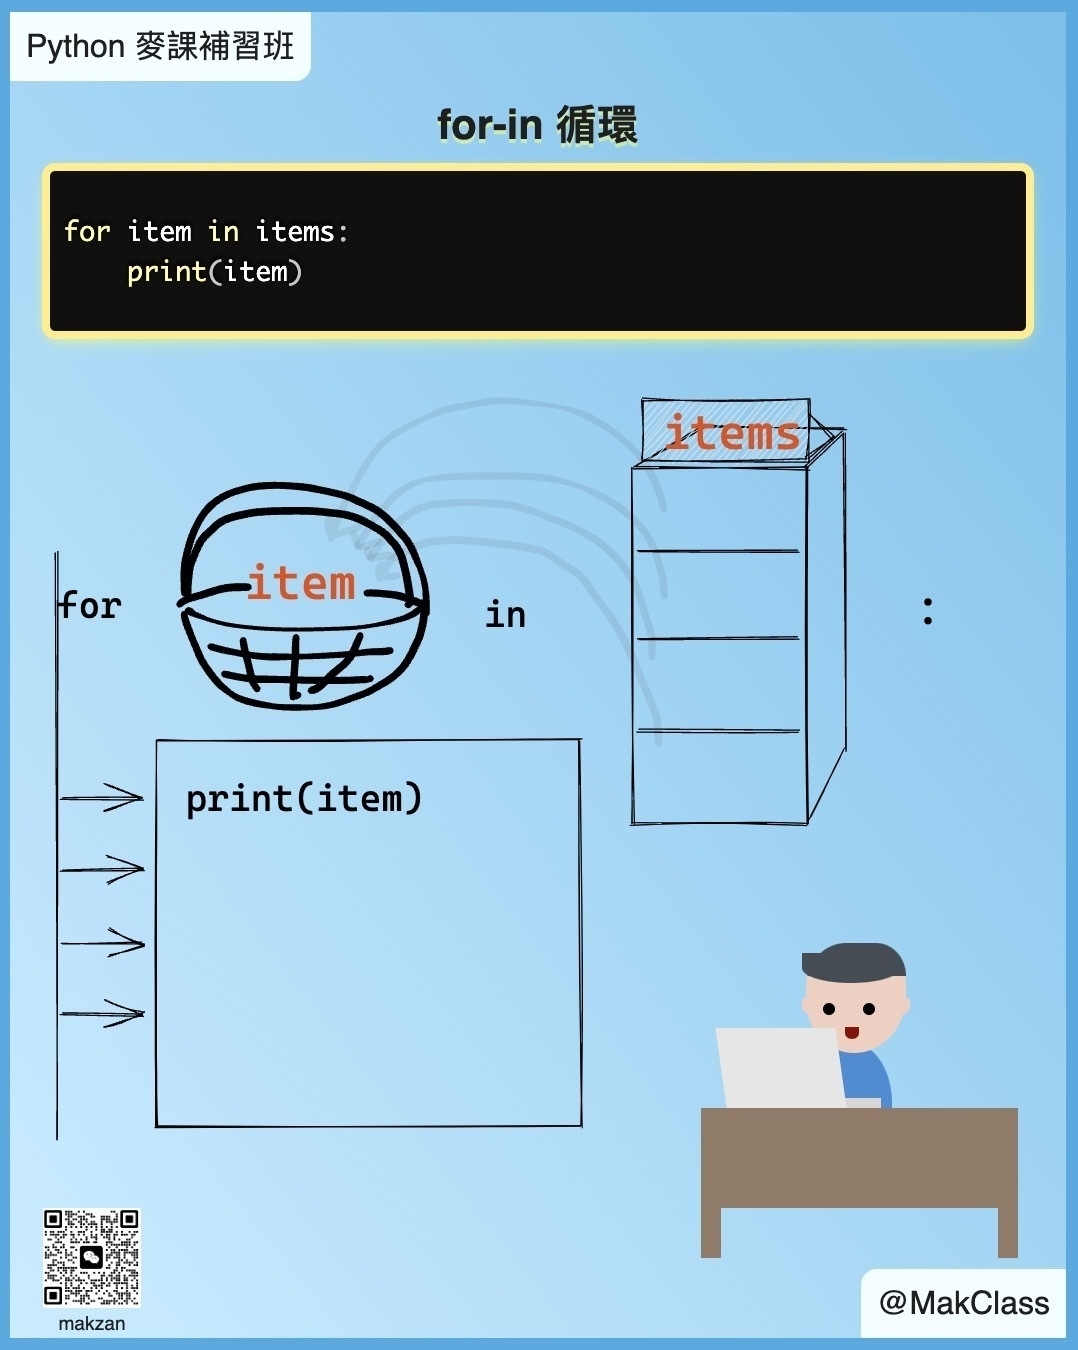 Python 麥課補習班
for-in 循環
for item in items:
    print(item)
items
for item in :
print(item)
makzan
@MakClass